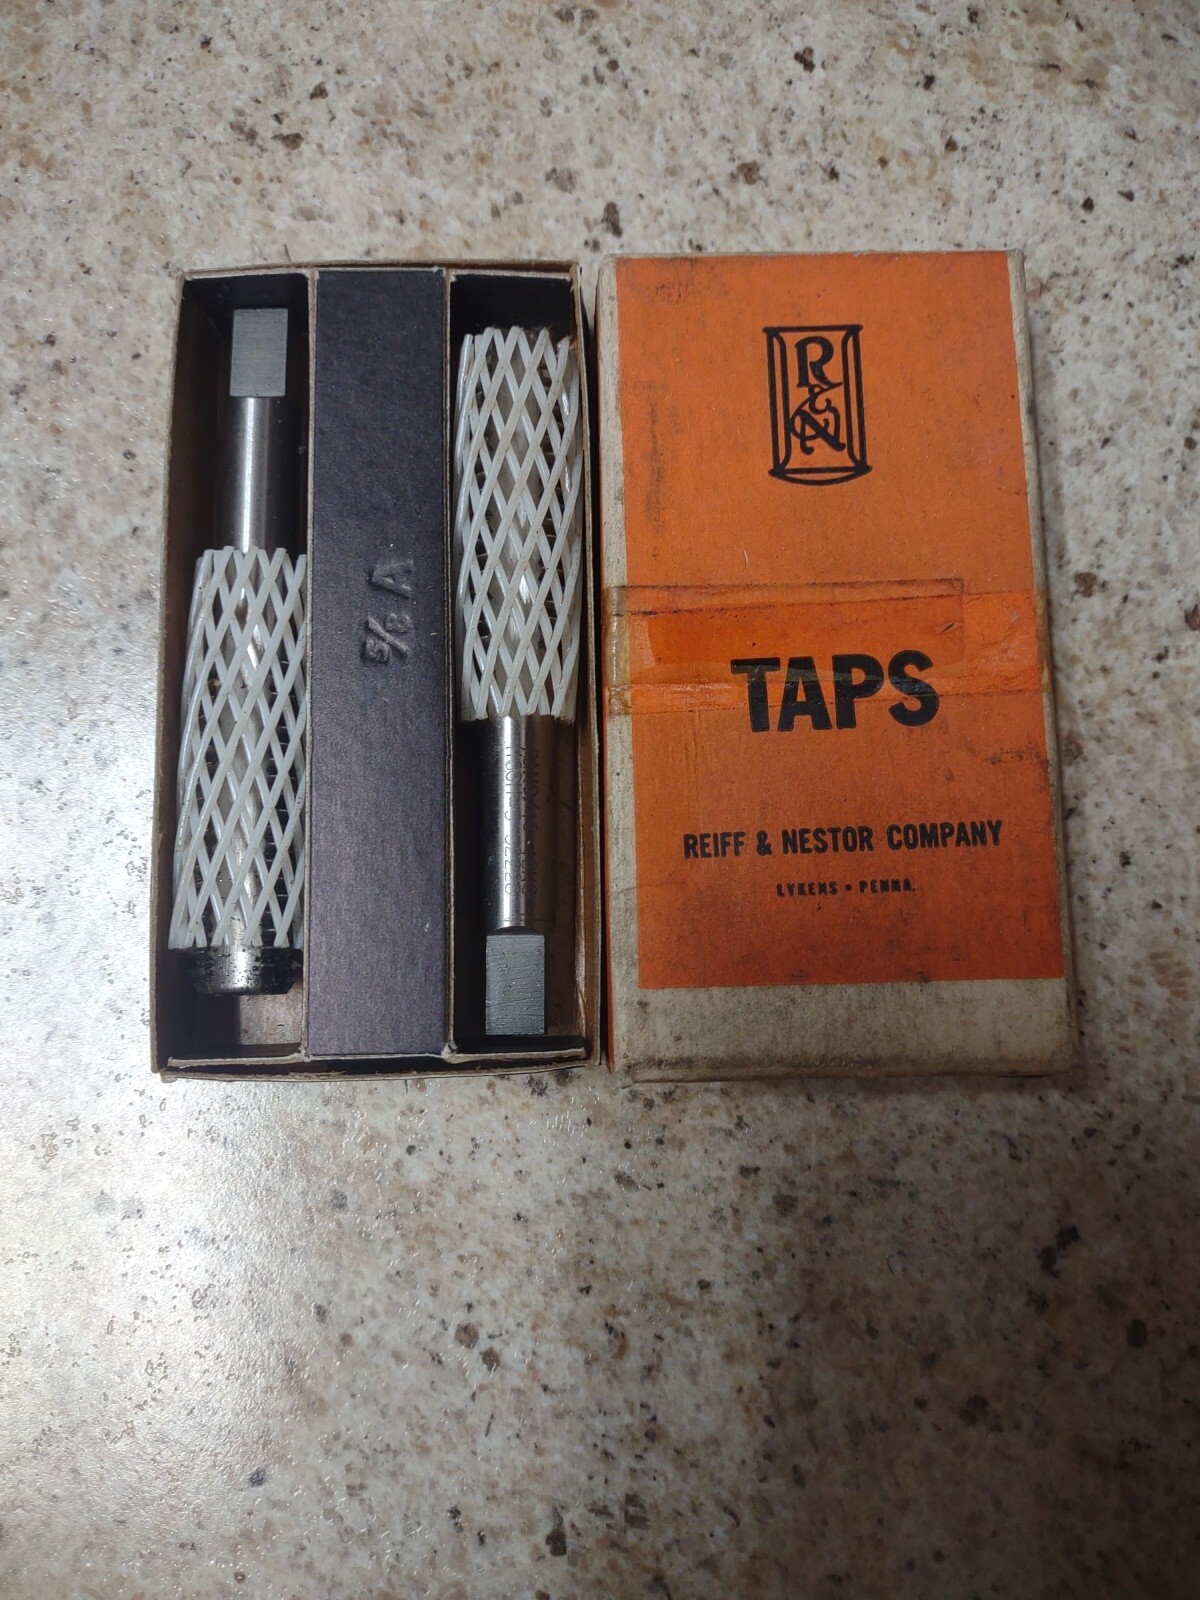 5/8 A
R&N
TAPS
REIFF & NESTOR COMPANY
LYKENS • PENNA.